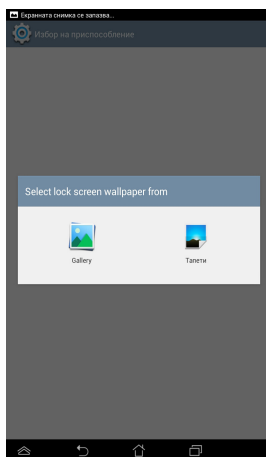 Екранната снимка се запазва...
Избор на приспособление
Select lock screen wallpaper from
Gallery
Тапети